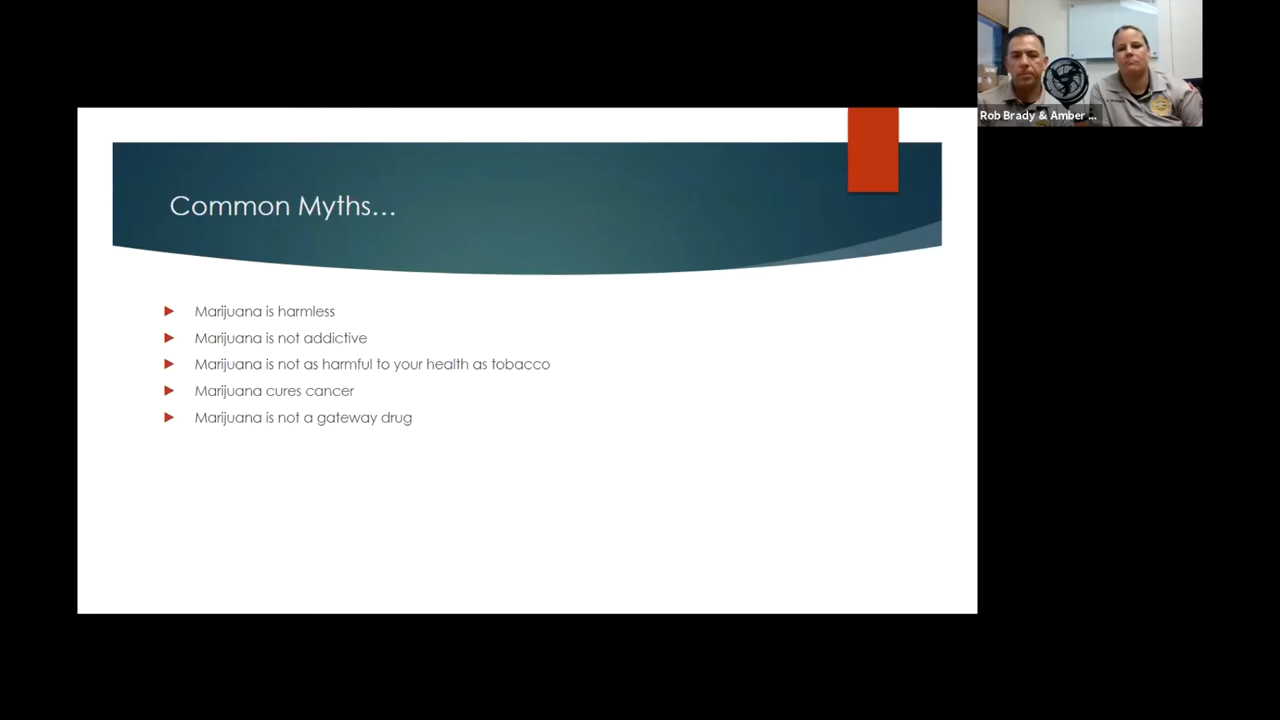 Rob Brady & Amber ...
Common Myths...
Marijuana is harmless
Marijuana is not addictive
Marijuana is not as harmful to your health as tobacco
Marijuana cures cancer
Marijuana is not a gateway drug